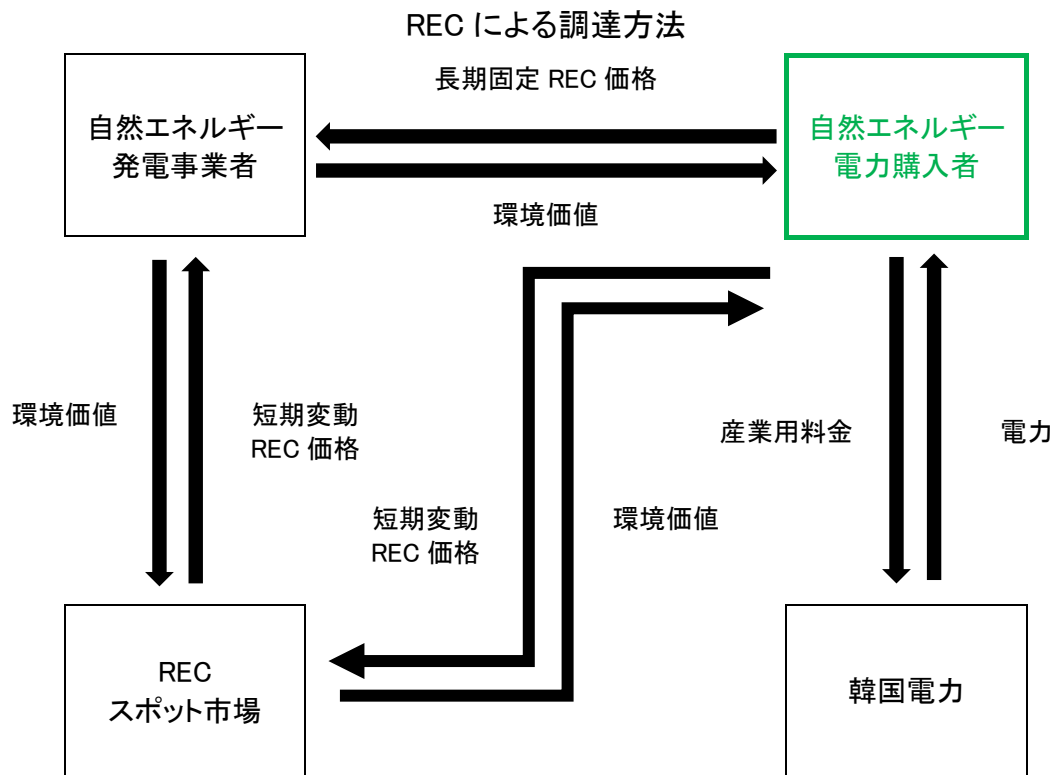 REC による調達方法
長期固定 REC 価格
自然エネルギー
発電事業者
自然エネルギー
電力購入者
環境価値
環境価値
短期変動
REC 価格
産業用料金
電力
短期変動
REC 価格
環境価値
REC
スポット市場
韓国電力